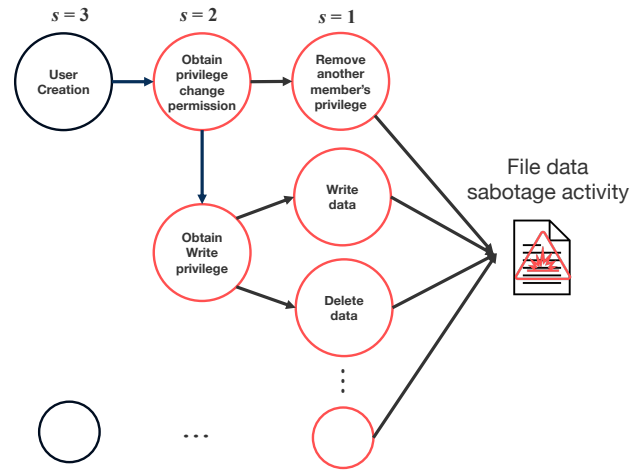 s = 3
s = 2
s = 1
User
Creation
Obtain
privilege
change
permission
Remove
another
member's
privilege
File data
sabotage activity
Write
data
Obtain
Write
privilege
Delete
data
⋮
...